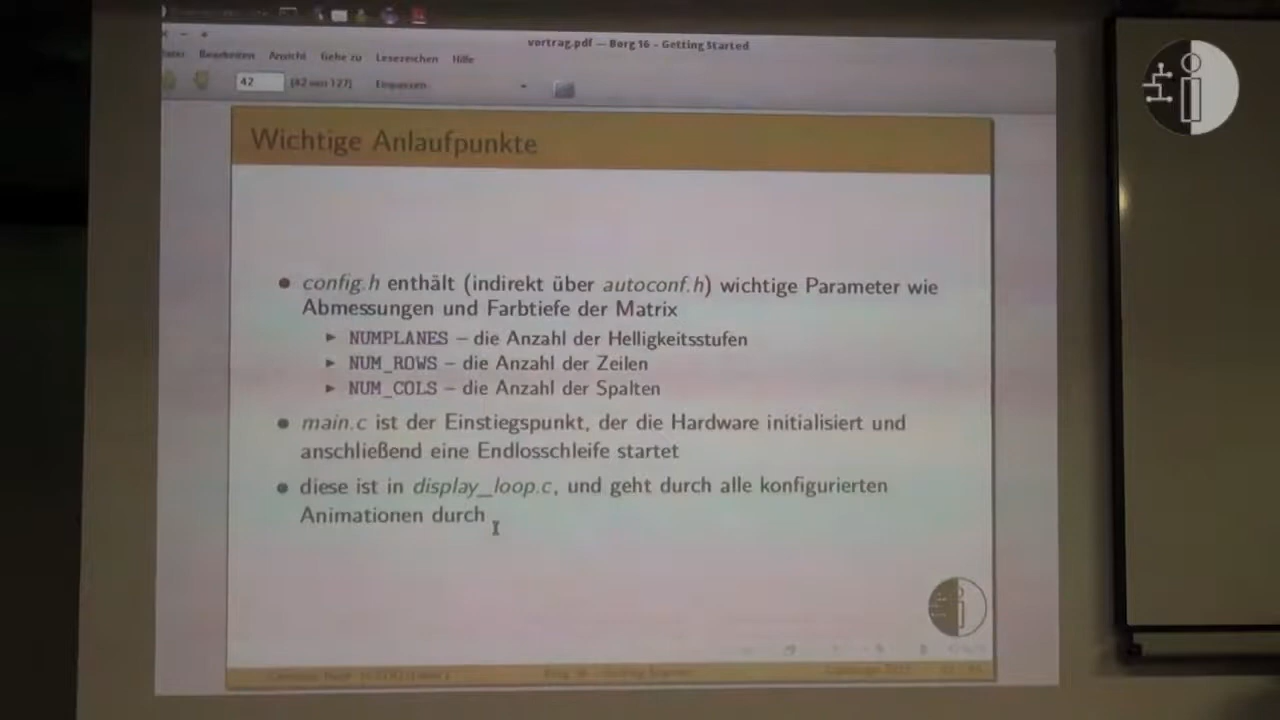 vortrag.pdf — Borg 16 – Getting Started
Bearbeiten Ansicht Gehe zu Lesezeichen Hilfe
42 (42 von 127) Einpassen
Wichtige Anlaufpunkte
● config.h enthält (indirekt über autoconf.h) wichtige Parameter wie
Abmessungen und Farbtiefe der Matrix
► NUMPLANES – die Anzahl der Helligkeitsstufen
► NUM_ROWS – die Anzahl der Zeilen
► NUM_COLS – die Anzahl der Spalten
● main.c ist der Einstiegspunkt, der die Hardware initialisiert und
anschließend eine Endlosschleife startet
● diese ist in display_loop.c, und geht durch alle konfigurierten
Animationen durch